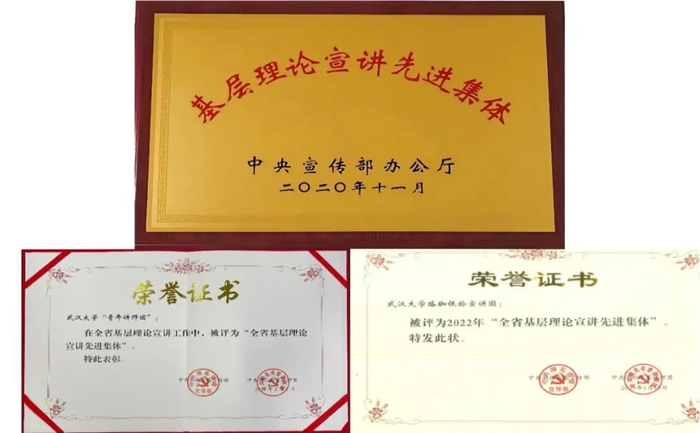 基层理论宣讲先进集体
中央宣传部办公厅
二〇二〇年十一月
荣誉证书
武汉大学“青年讲师团”：
在全省基层理论宣讲工作中，被评为“全省基层理论
宣讲先进集体”。
特此表彰。
荣誉证书
武汉大学珞珈银龄宣讲团：
被评为2022年“全省基层理论宣讲先进集体”。
特发此状。